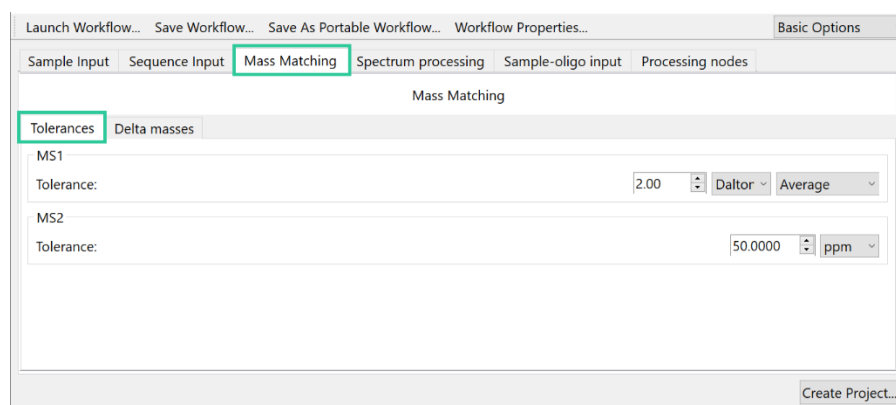 Launch Workflow... Save Workflow... Save As Portable Workflow... Workflow Properties... Basic Options
Sample Input Sequence Input Mass Matching Spectrum processing Sample-oligo input Processing nodes
Mass Matching
Tolerances Delta masses
MS1
Tolerance: 2.00 Daltor Average
MS2
Tolerance: 50.0000 ppm
Create Project...